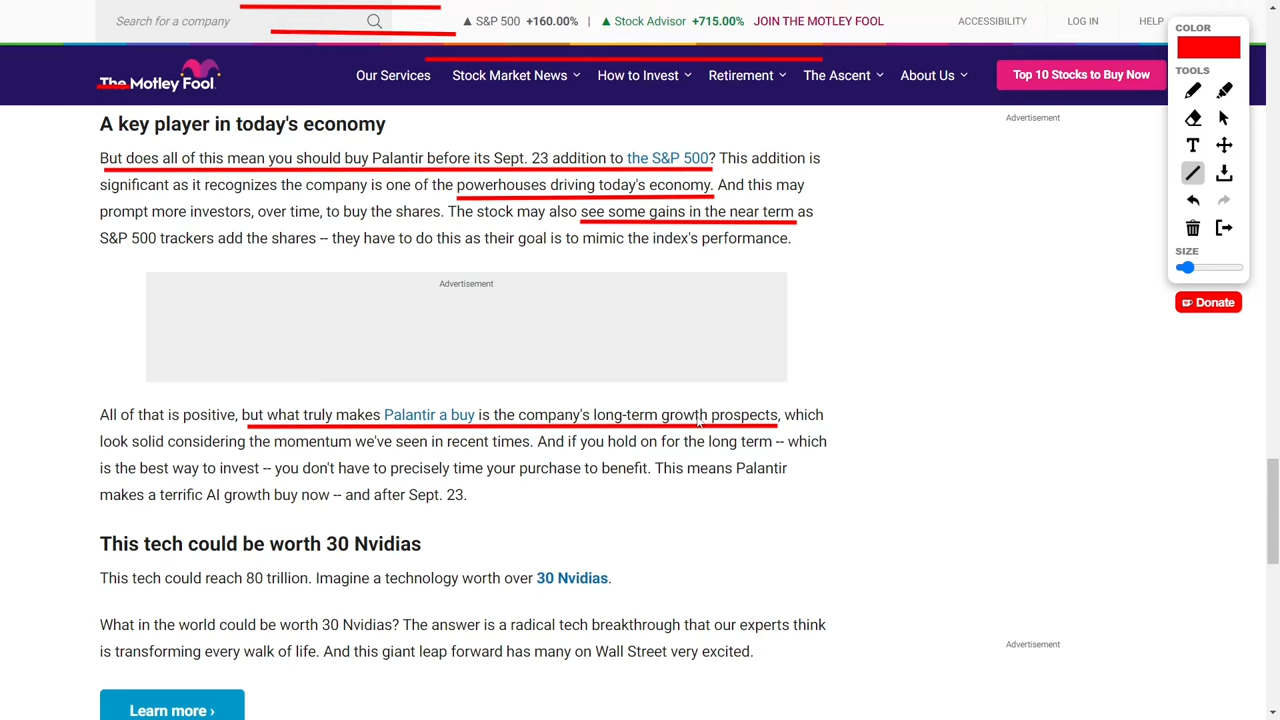 Search for a company
▲ S&P 500 +160.00% | ▲ Stock Advisor +715.00% JOIN THE MOTLEY FOOL
ACCESSIBILITY LOG IN HELP
The Motley Fool.
Our Services Stock Market News How to Invest Retirement The Ascent About Us
Top 10 Stocks to Buy Now
COLOR
TOOLS
T
SIZE
Donate
A key player in today's economy
Advertisement
But does all of this mean you should buy Palantir before its Sept. 23 addition to the S&P 500? This addition is
significant as it recognizes the company is one of the powerhouses driving today's economy. And this may
prompt more investors, over time, to buy the shares. The stock may also see some gains in the near term as
S&P 500 trackers add the shares -- they have to do this as their goal is to mimic the index's performance.
Advertisement
All of that is positive, but what truly makes Palantir a buy is the company's long-term growth prospects, which
look solid considering the momentum we've seen in recent times. And if you hold on for the long term -- which
is the best way to invest -- you don't have to precisely time your purchase to benefit. This means Palantir
makes a terrific AI growth buy now -- and after Sept. 23.
This tech could be worth 30 Nvidias
This tech could reach 80 trillion. Imagine a technology worth over 30 Nvidias.
What in the world could be worth 30 Nvidias? The answer is a radical tech breakthrough that our experts think
is transforming every walk of life. And this giant leap forward has many on Wall Street very excited.
Advertisement
Learn more ›